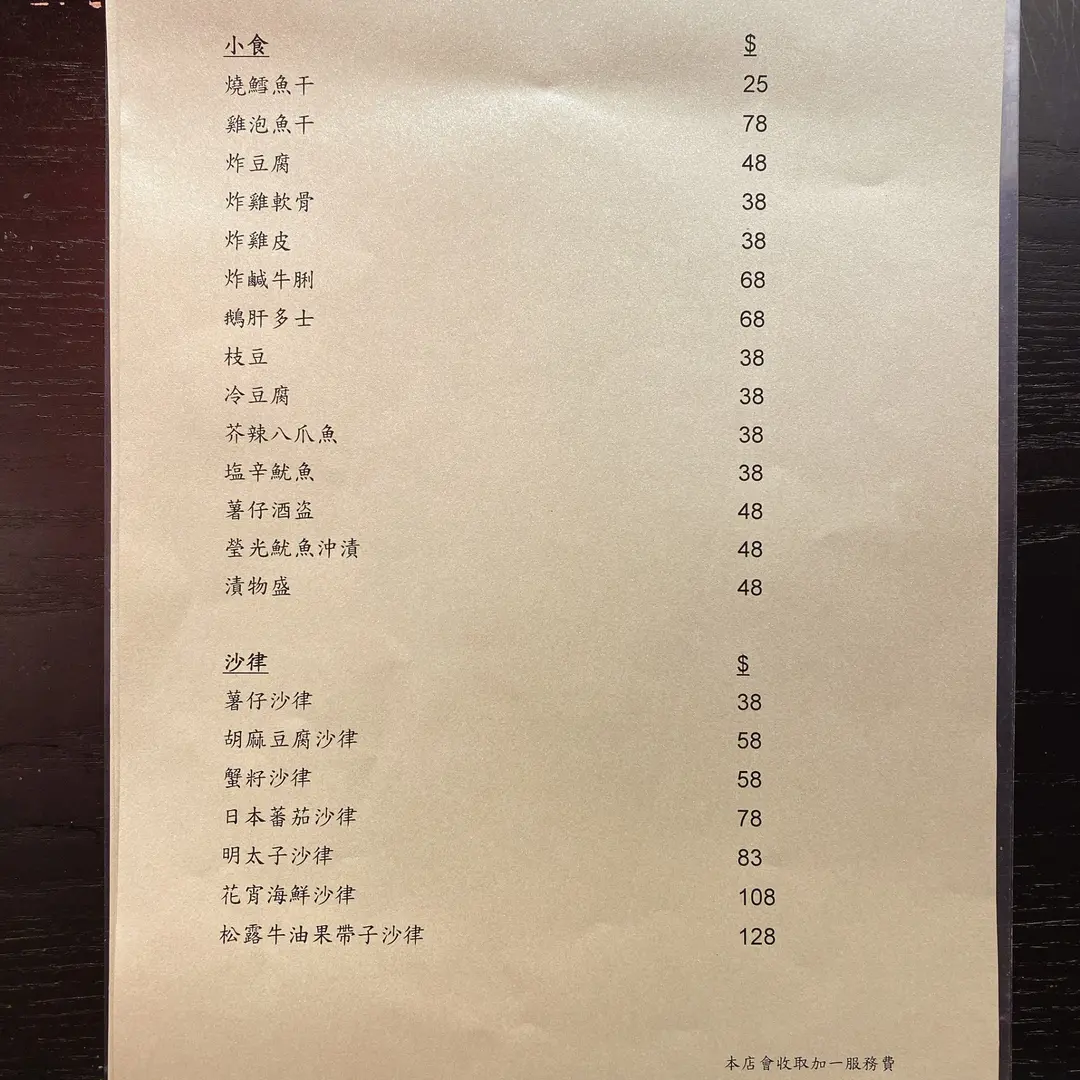 小食 $
燒鱈魚干 25
雞泡魚干 78
炸豆腐 48
炸雞軟骨 38
炸雞皮 38
炸鹹牛脷 68
鵝肝多士 68
枝豆 38
冷豆腐 38
芥辣八爪魚 38
塩辛魷魚 38
薯仔酒盗 48
瑩光魷魚沖漬 48
漬物盛 48
沙律 $
薯仔沙律 38
胡麻豆腐沙律 58
蟹籽沙律 58
日本蕃茄沙律 78
明太子沙律 83
花宵海鮮沙律 108
松露牛油果帶子沙律 128
本店會收取加一服務費